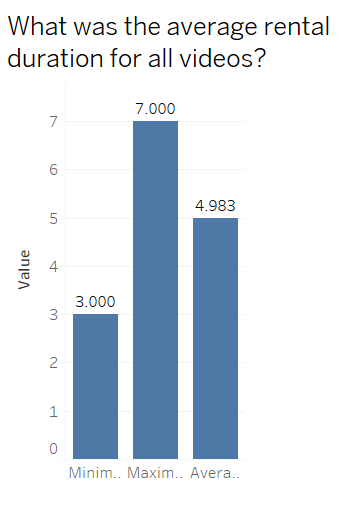 What was the average rental
duration for all videos?
7.000
7
6
4.983
5
Value
4
3.000
3
2
1
0
Minim.. Maxim.. Avera..